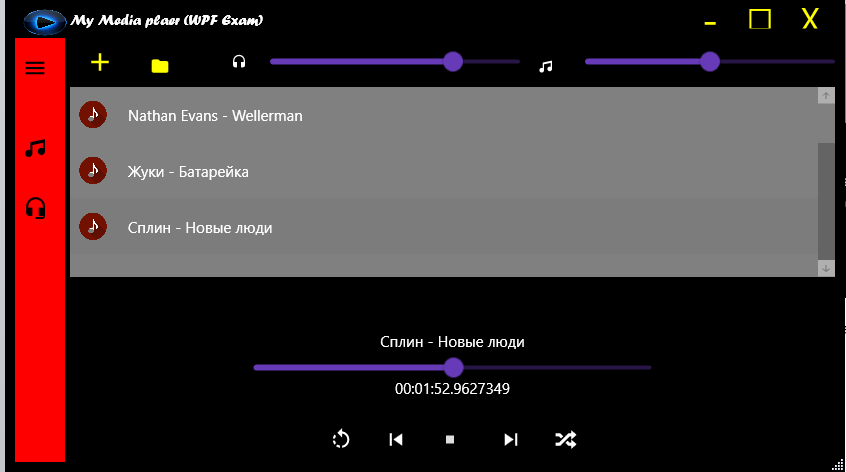 My Media plaer (WPF Exam)
Nathan Evans - Wellerman
Жуки - Батарейка
Сплин - Новые люди
Сплин - Новые люди
00:01:52.9627349